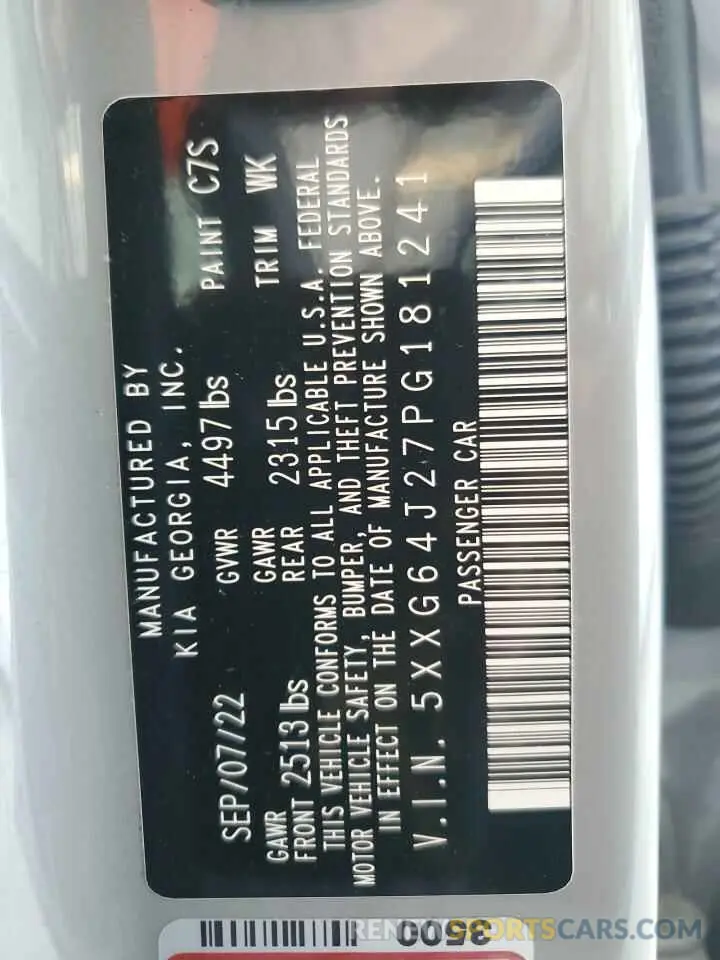 MANUFACTURED BY
KIA GEORGIA, INC.
SEP/07/22 GVWR 4497 lbs PAINT C7S
GAWR GAWR
FRONT 2513 lbs REAR 2315 lbs TRIM WK
THIS VEHICLE CONFORMS TO ALL APPLICABLE U.S.A. FEDERAL
MOTOR VEHICLE SAFETY, BUMPER, AND THEFT PREVENTION STANDARDS
IN EFFECT ON THE DATE OF MANUFACTURE SHOWN ABOVE.
V.I.N. 5XXG64J27PG181241
PASSENGER CAR
3500
RENEWSPORTSCARS.COM